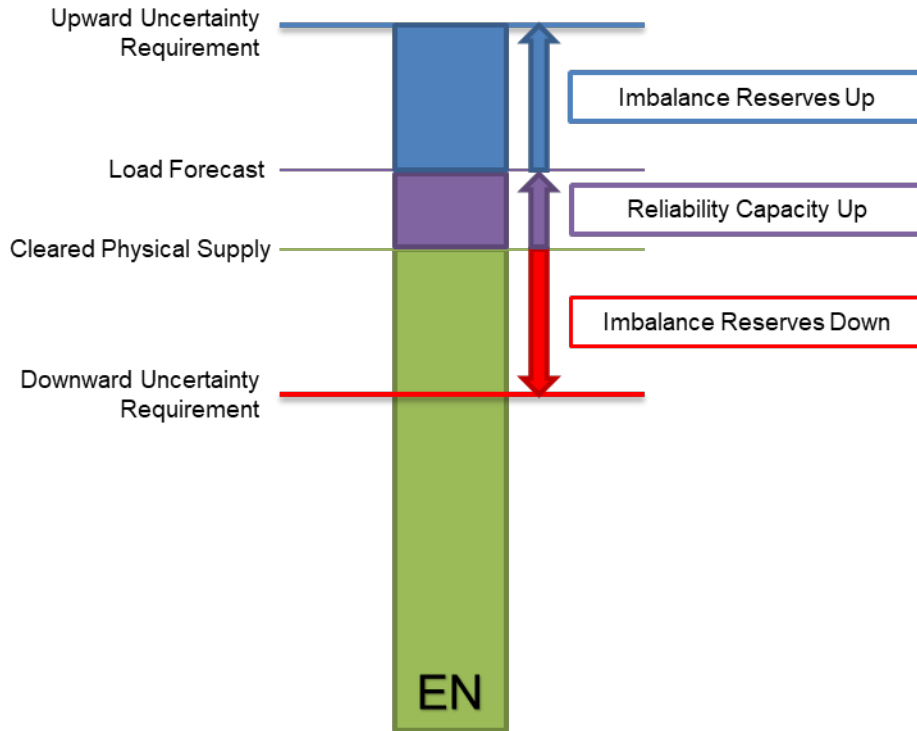 Upward Uncertainty
Requirement
Imbalance Reserves Up
Load Forecast
Reliability Capacity Up
Cleared Physical Supply
Imbalance Reserves Down
Downward Uncertainty
Requirement
EN